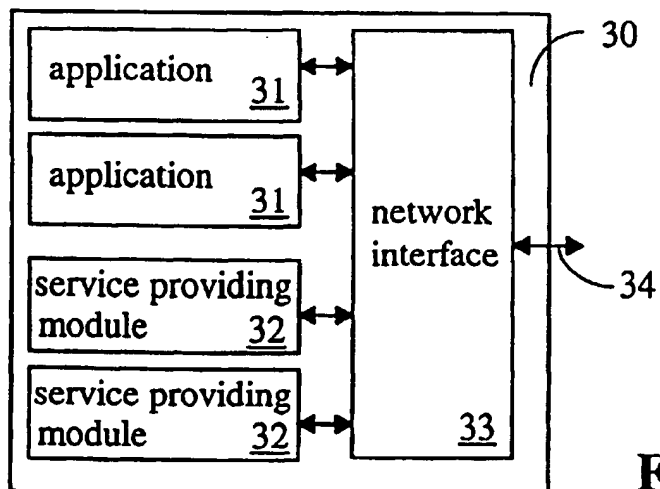 30
application
31
application
31
network
interface
34
service providing
module 32
service providing
module 32
33
F